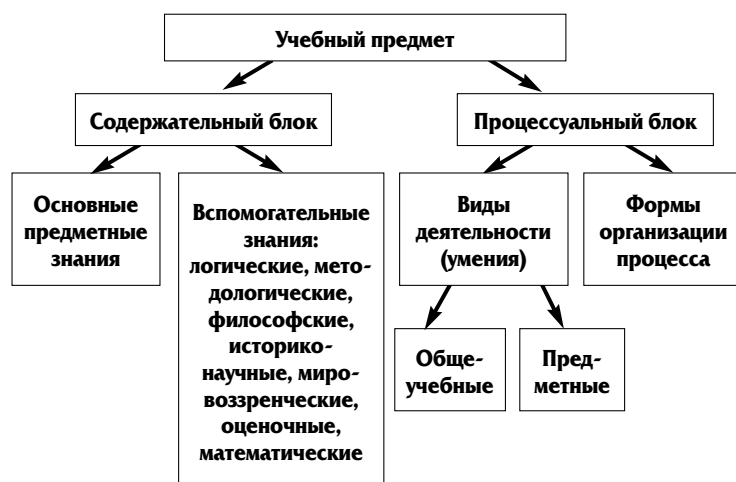 Учебный предмет
Содержательный блок
Процессуальный блок
Основные
предметные
знания
Вспомогательные
знания:
логические, мето-
дологические,
философские,
историко-
научные, миро-
воззренческие,
оценочные,
математические
Виды
деятельности
(умения)
Формы
организации
процесса
Обще-
учебные
Пред-
метные